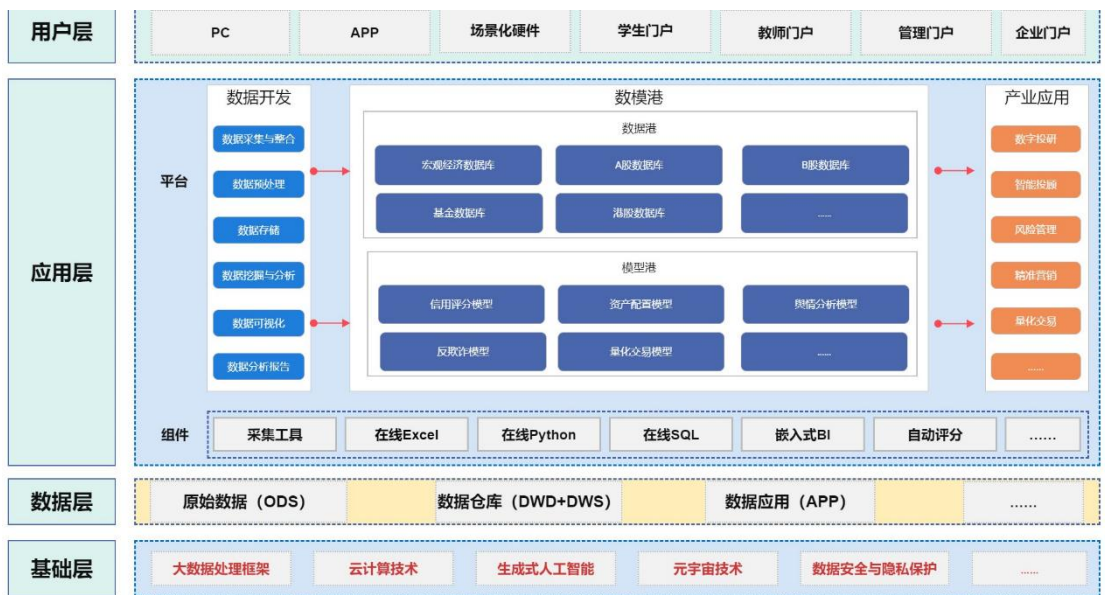 用户层
PC
APP
场景化硬件
学生门户
教师门户
管理门户
企业门户
应用层
平台
数据开发
数据采集与整合
数据预处理
数据存储
数据挖掘与分析
数据可视化
数据分析报告
数模港
数据港
宏观经济数据库
A股数据库
B股数据库
基金数据库
港股数据库
......
模型港
信用评分模型
资产配置模型
舆情分析模型
反欺诈模型
量化交易模型
......
产业应用
数字投研
智能投顾
风险管理
精准营销
量化交易
......
组件
采集工具
在线Excel
在线Python
在线SQL
嵌入式BI
自动评分
......
数据层
原始数据（ODS）
数据仓库（DWD+DWS）
数据应用（APP）
......
基础层
大数据处理框架
云计算技术
生成式人工智能
元宇宙技术
数据安全与隐私保护
......